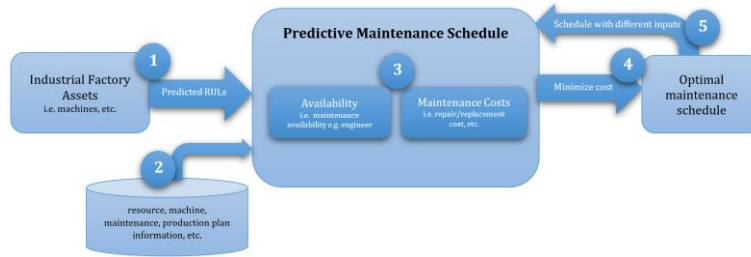 Schedule with different inputs
5
Predictive Maintenance Schedule
1
3
4
Industrial Factory
Assets
i.e. machines, etc.
Predicted RULs
Availability
i.e. maintenance
availability e.g. engineer
Maintenance Costs
i.e. repair/replacement
cost, etc.
Minimize cost
Optimal
maintenance
schedule
2
resource, machine,
maintenance, production plan
information, etc.